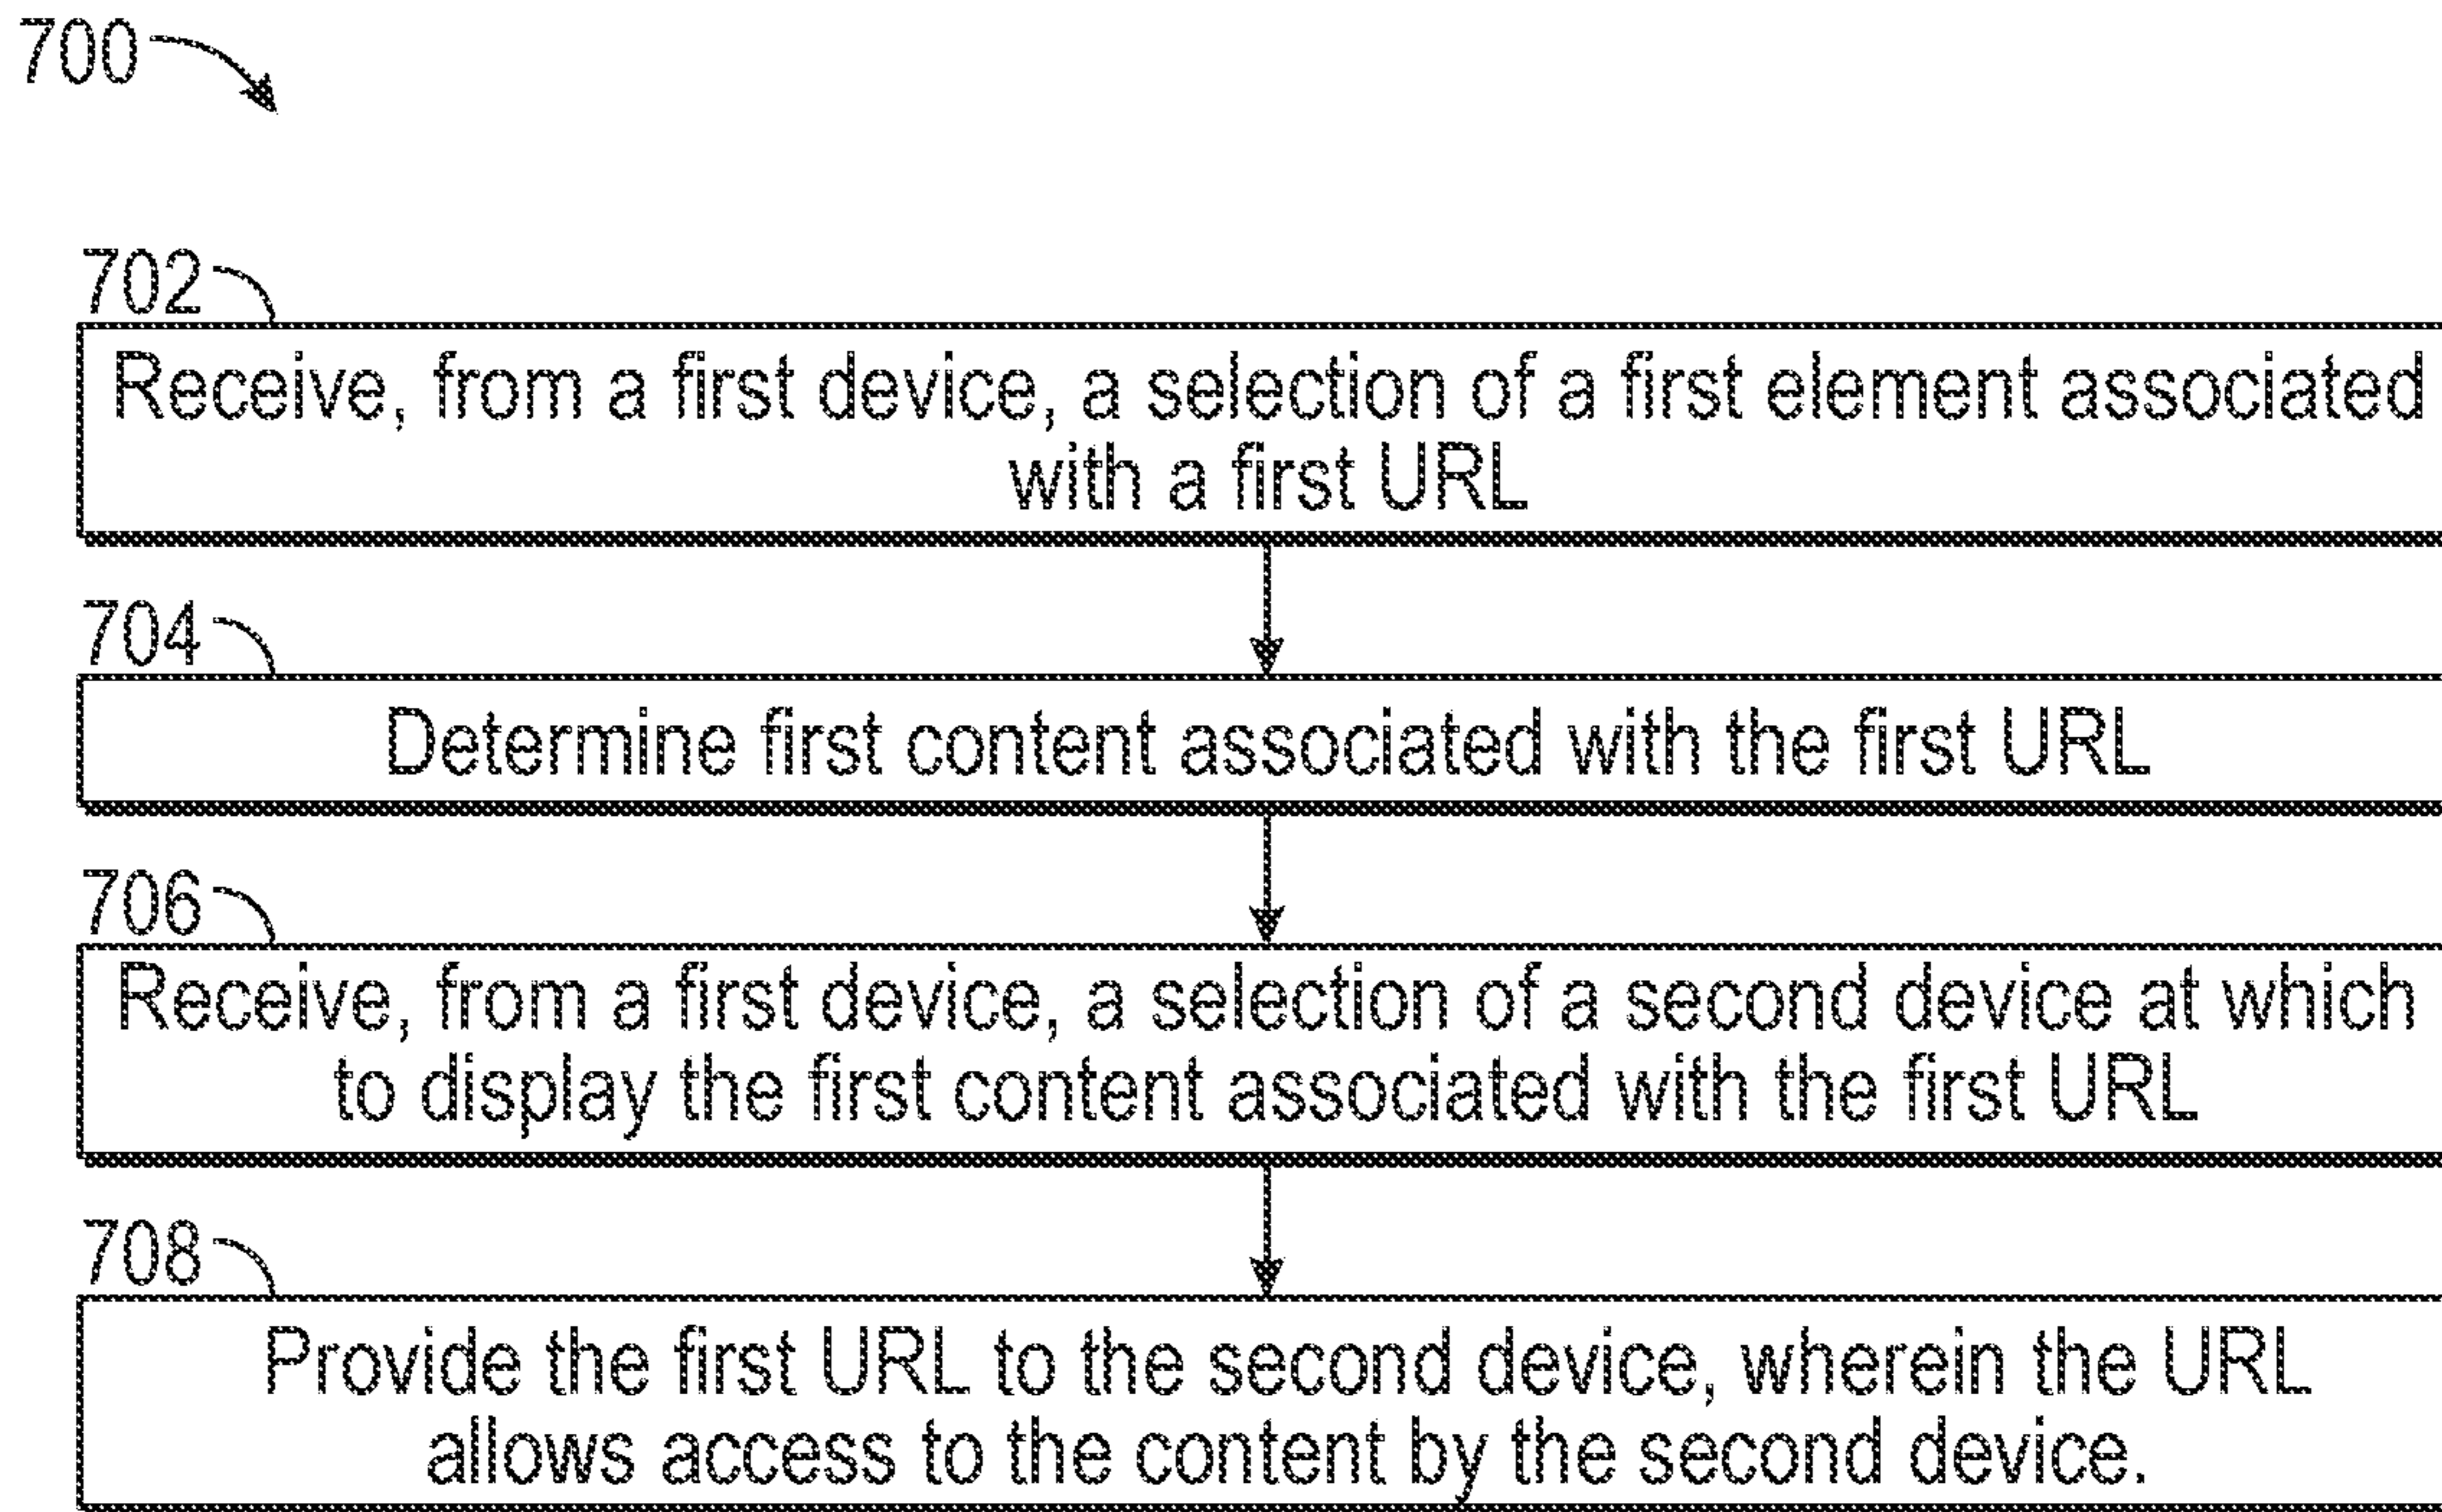 700
702
Receive, from a first device, a selection of a first element associated
with a first URL
704
Determine first content associated with the first URL
706
Receive, from a first device, a selection of a second device at which
to display the first content associated with the first URL
708
Provide the first URL to the second device, wherein the URL
allows access to the content by the second device.